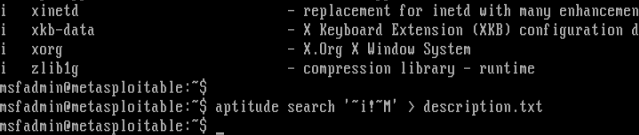 i   xinetd                          - replacement for inetd with many enhancemen
i   xkb-data                        - X Keyboard Extension (XKB) configuration d
i   xorg                            - X.Org X Window System
i   zlib1g                          - compression library - runtime
msfadmin@metasploitable:~$
msfadmin@metasploitable:~$ aptitude search '~i!~M' > description.txt
msfadmin@metasploitable:~$ _